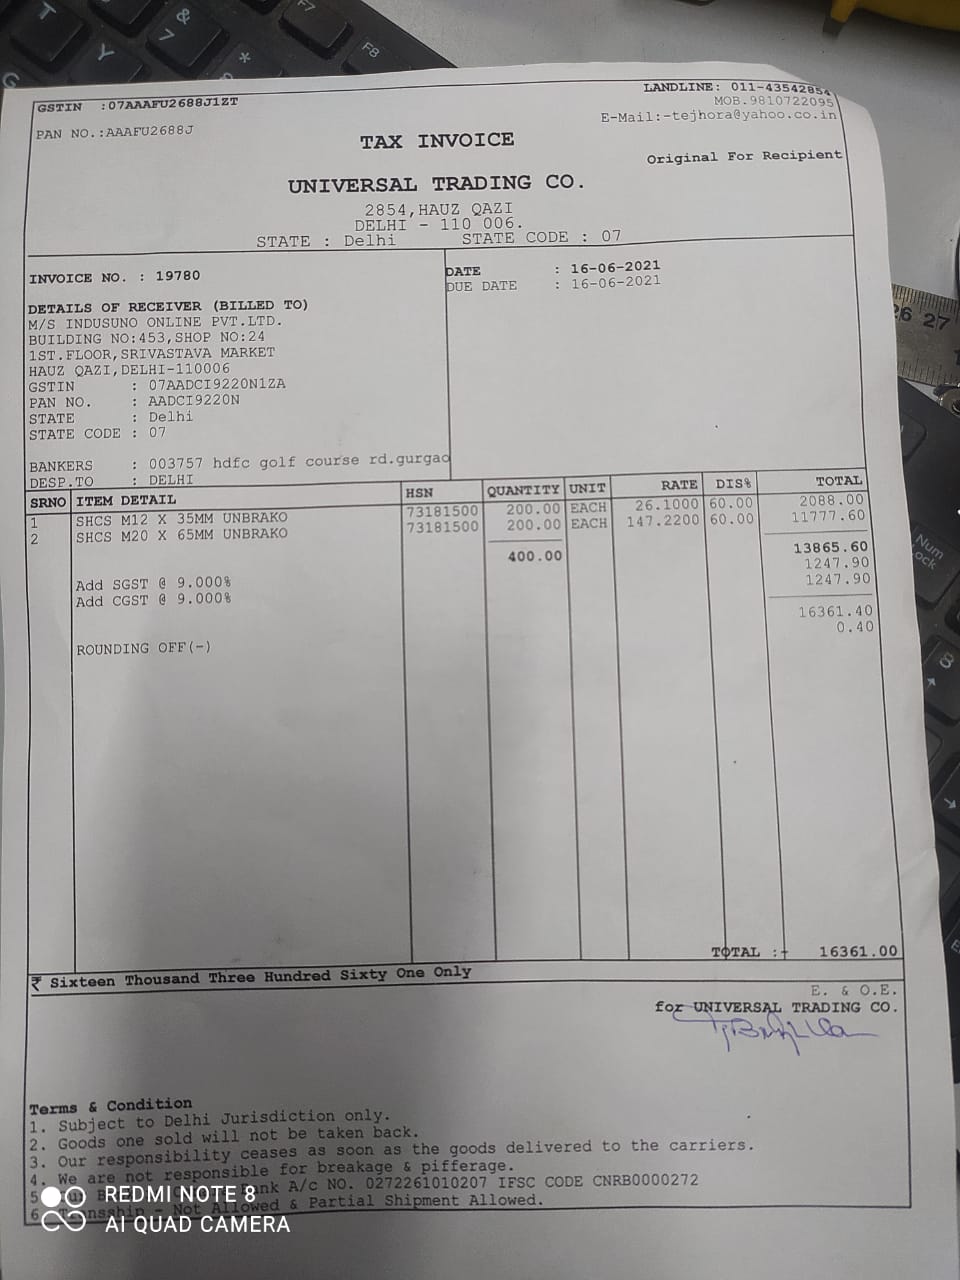 GSTIN :07AAAFU2688J1ZT
LANDLINE: 011-43542854
MOB.9810722095
PAN NO.:AAAFU2688J
E-Mail:-tejhora@yahoo.co.in
TAX INVOICE
Original For Recipient
UNIVERSAL TRADING CO.
2854,HAUZ QAZI
DELHI - 110 006.
STATE : Delhi STATE CODE : 07
INVOICE NO. : 19780
DATE : 16-06-2021
DUE DATE : 16-06-2021
DETAILS OF RECEIVER (BILLED TO)
M/S INDUSUNO ONLINE PVT.LTD.
BUILDING NO:453,SHOP NO:24
1ST.FLOOR,SRIVASTAVA MARKET
HAUZ QAZI,DELHI-110006
GSTIN : 07AADCI9220N1ZA
PAN NO. : AADCI9220N
STATE : Delhi
STATE CODE : 07
BANKERS : 003757 hdfc golf course rd.gurgao
DESP.TO : DELHI
SRNO ITEM DETAIL HSN QUANTITY UNIT RATE DIS% TOTAL
1 SHCS M12 X 35MM UNBRAKO 73181500 200.00 EACH 26.1000 60.00 2088.00
2 SHCS M20 X 65MM UNBRAKO 73181500 200.00 EACH 147.2200 60.00 11777.60
400.00 13865.60
Add SGST @ 9.000% 1247.90
Add CGST @ 9.000% 1247.90
16361.40
ROUNDING OFF(-) 0.40
TOTAL :- 16361.00
₹ Sixteen Thousand Three Hundred Sixty One Only
E. & O.E.
for UNIVERSAL TRADING CO.
Terms & Condition
1. Subject to Delhi Jurisdiction only.
2. Goods one sold will not be taken back.
3. Our responsibility ceases as soon as the goods delivered to the carriers.
4. We are not responsible for breakage & pifferage.
5 A/c NO. 0272261010207 IFSC CODE CNRB0000272
6 Not Allowed & Partial Shipment Allowed.
REDMI NOTE 8
AI QUAD CAMERA
T
Y
&
7
*
F7
F8
G
26 27
Num
8